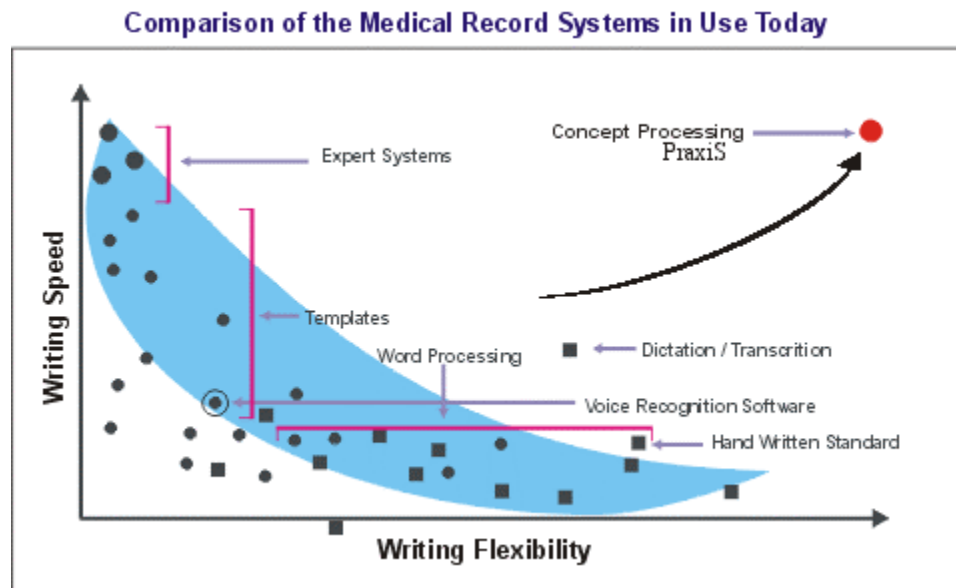 Comparison of the Medical Record Systems in Use Today
Concept Processing
PraxiS
Expert Systems
Templates
Word Processing
Dictation / Transcrition
Voice Recognition Software
Hand Written Standard
Writing Speed
Writing Flexibility